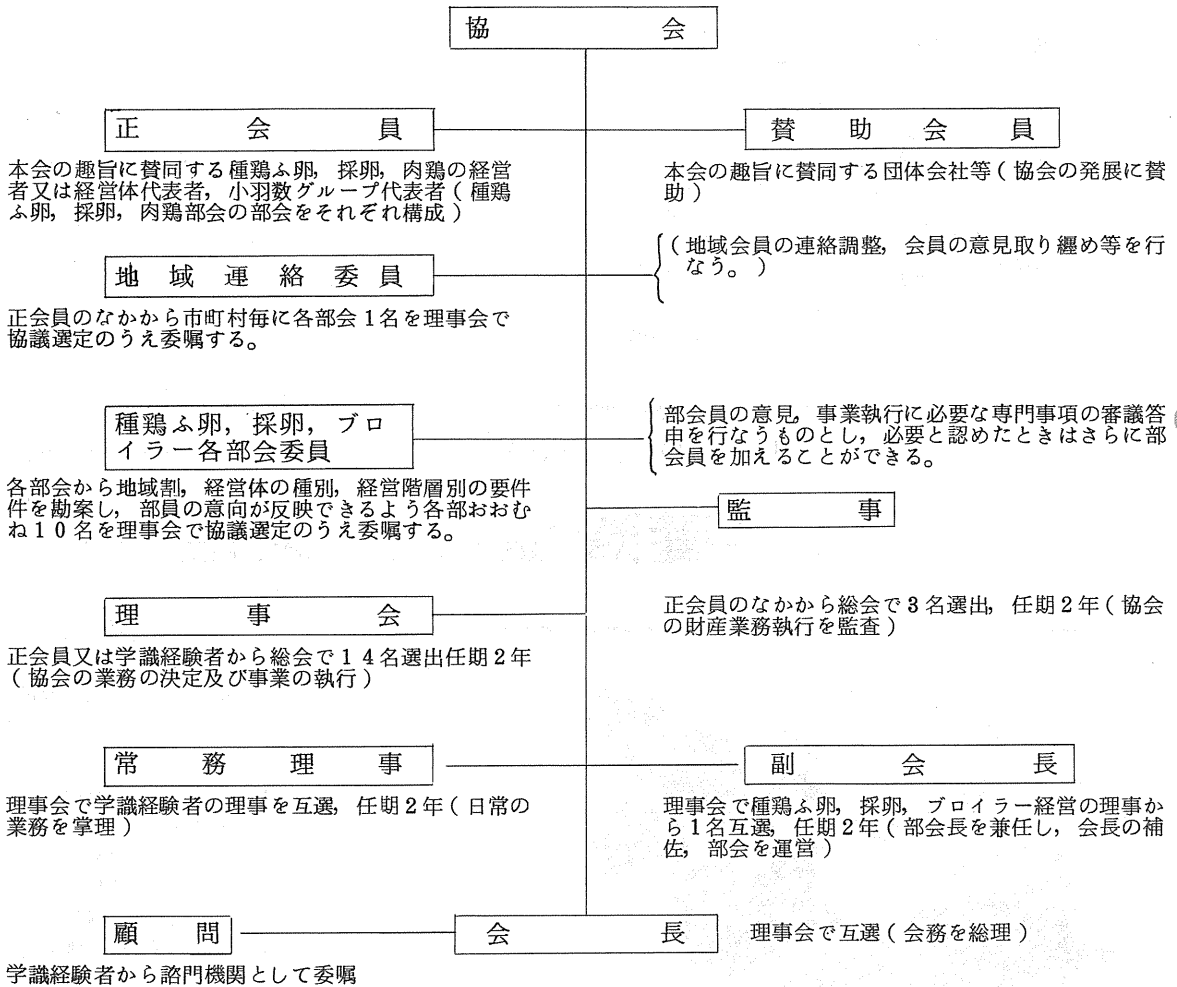 協会
正会員
賛助会員
本会の趣旨に賛同する種鶏ふ卵, 採卵, 肉鶏の経営
者又は経営体代表者, 小羽数グループ代表者(種鶏
ふ卵, 採卵, 肉鶏部会の部会をそれぞれ構成)
本会の趣旨に賛同する団体会社等(協会の発展に賛
助)
地域連絡委員
(地域会員の連絡調整, 会員の意見取り纏め等を行
なう。)
正会員のなかから市町村毎に各部会1名を理事会で
協議選定のうえ委嘱する。
種鶏ふ卵, 採卵, ブロ
イラー各部会委員
部会員の意見, 事業執行に必要な専門事項の審議答
申を行なうものとし, 必要と認めたときはさらに部
会員を加えることができる。
各部会から地域割, 経営体の種別, 経営階層別の要件
件を勘案し, 部員の意向が反映できるよう各部おおむ
ね10名を理事会で協議選定のうえ委嘱する。
監事
正会員のなかから総会で3名選出, 任期2年(協会
の財産業務執行を監査)
理事会
正会員又は学識経験者から総会で14名選出任期2年
(協会の業務の決定及び事業の執行)
常務理事
副会長
理事会で学識経験者の理事を互選, 任期2年(日常の
業務を掌理)
理事会で種鶏ふ卵, 採卵, ブロイラー経営の理事か
ら1名互選, 任期2年(部会長を兼任し, 会長の補
佐, 部会を運営)
顧問
会長
理事会で互選(会務を総理)
学識経験者から諮門機関として委嘱